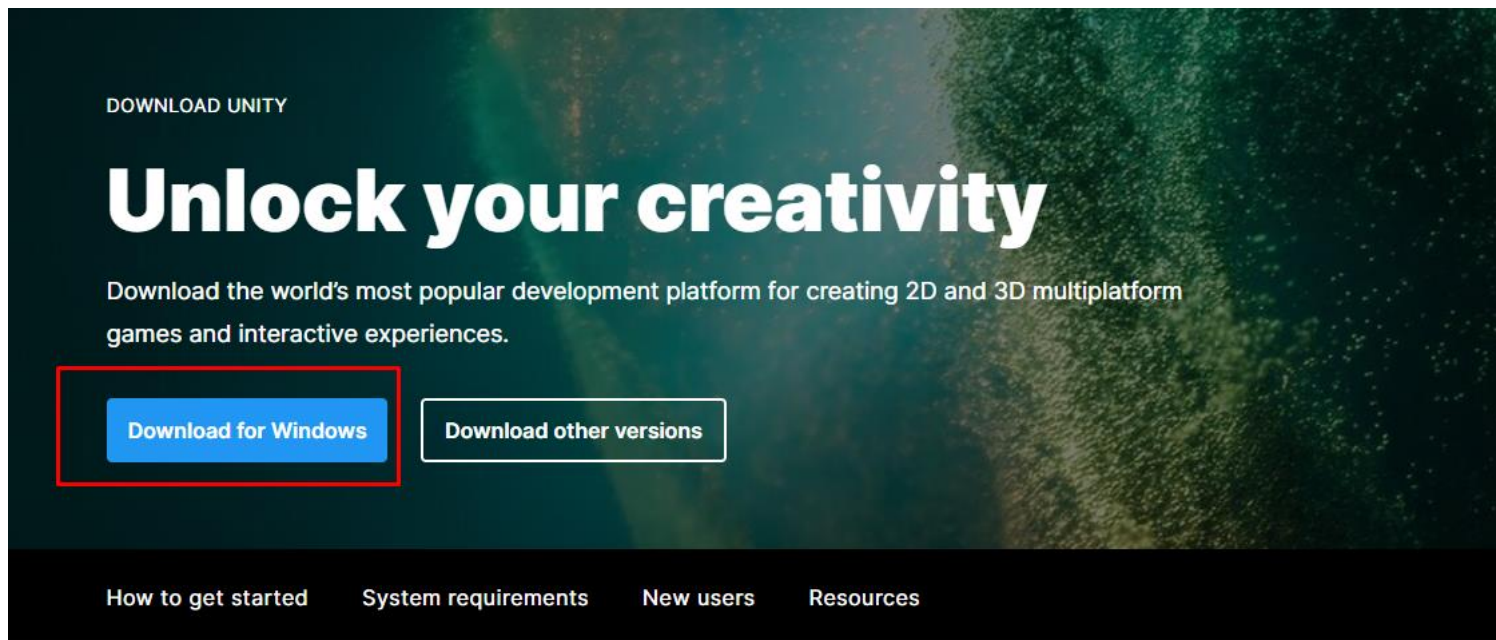 DOWNLOAD UNITY
Unlock your creativity
Download the world’s most popular development platform for creating 2D and 3D multiplatform
games and interactive experiences.
Download for Windows
Download other versions
How to get started
System requirements
New users
Resources